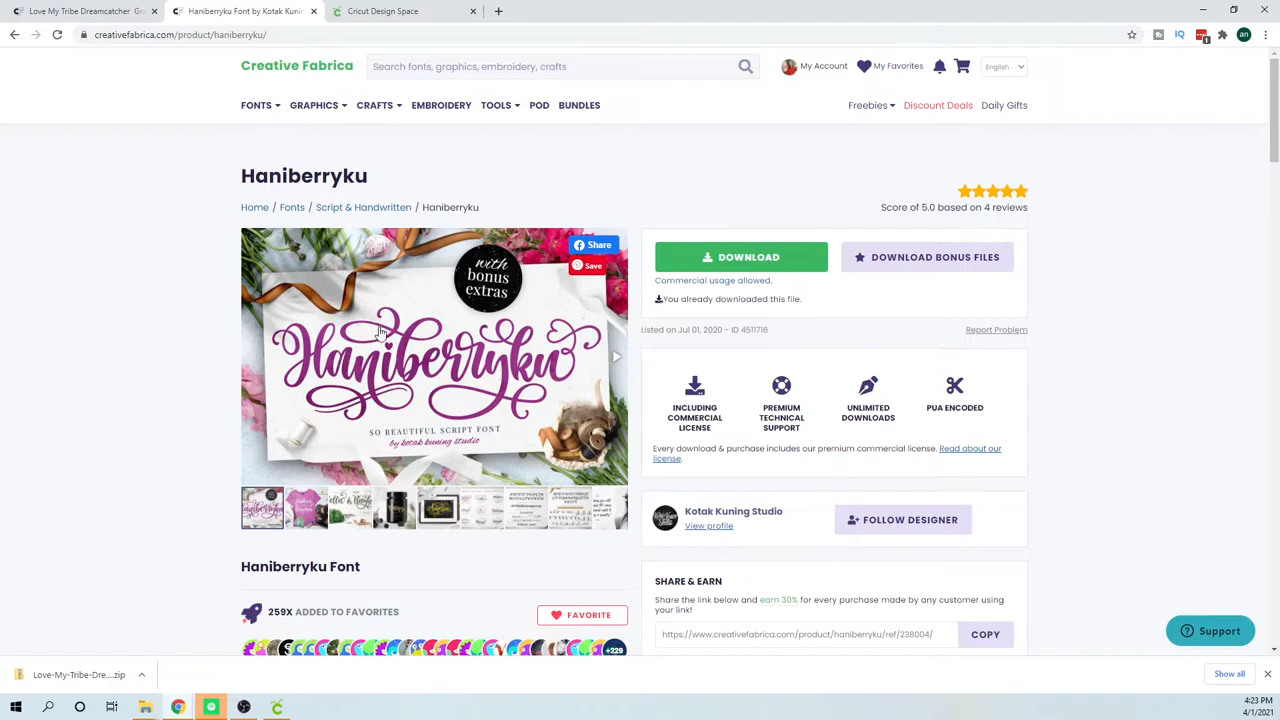 Love My Tribe Dreamcatcher Gra
Haniberryku Font by Kotak Kunin
Cricut Design Space
creativefabrica.com/product/haniberryku/
Creative Fabrica
Search fonts, graphics, embroidery, crafts
My Account
My Favorites
English
FONTS
GRAPHICS
CRAFTS
EMBROIDERY
TOOLS
POD
BUNDLES
Freebies
Discount Deals
Daily Gifts
Haniberryku
Home / Fonts / Script & Handwritten / Haniberryku
Score of 5.0 based on 4 reviews
Share
Save
with
bonus
extras
Haniberryku
SO BEAUTIFUL SCRIPT FONT
by kotak kuning studio
DOWNLOAD
DOWNLOAD BONUS FILES
Commercial usage allowed.
You already downloaded this file.
Listed on Jul 01, 2020 - ID 4511716
Report Problem
INCLUDING
COMMERCIAL
LICENSE
PREMIUM
TECHNICAL
SUPPORT
UNLIMITED
DOWNLOADS
PUA ENCODED
Every download & purchase includes our premium commercial license. Read about our
license.
Kotak Kuning Studio
View profile
FOLLOW DESIGNER
Haniberryku Font
259X ADDED TO FAVORITES
FAVORITE
+229
SHARE & EARN
Share the link below and earn 30% for every purchase made by any customer using
your link!
https://www.creativefabrica.com/product/haniberryku/ref/238004/
COPY
Support
Love-My-Tribe-Dre....zip
Show all
4:23 PM
4/1/2021